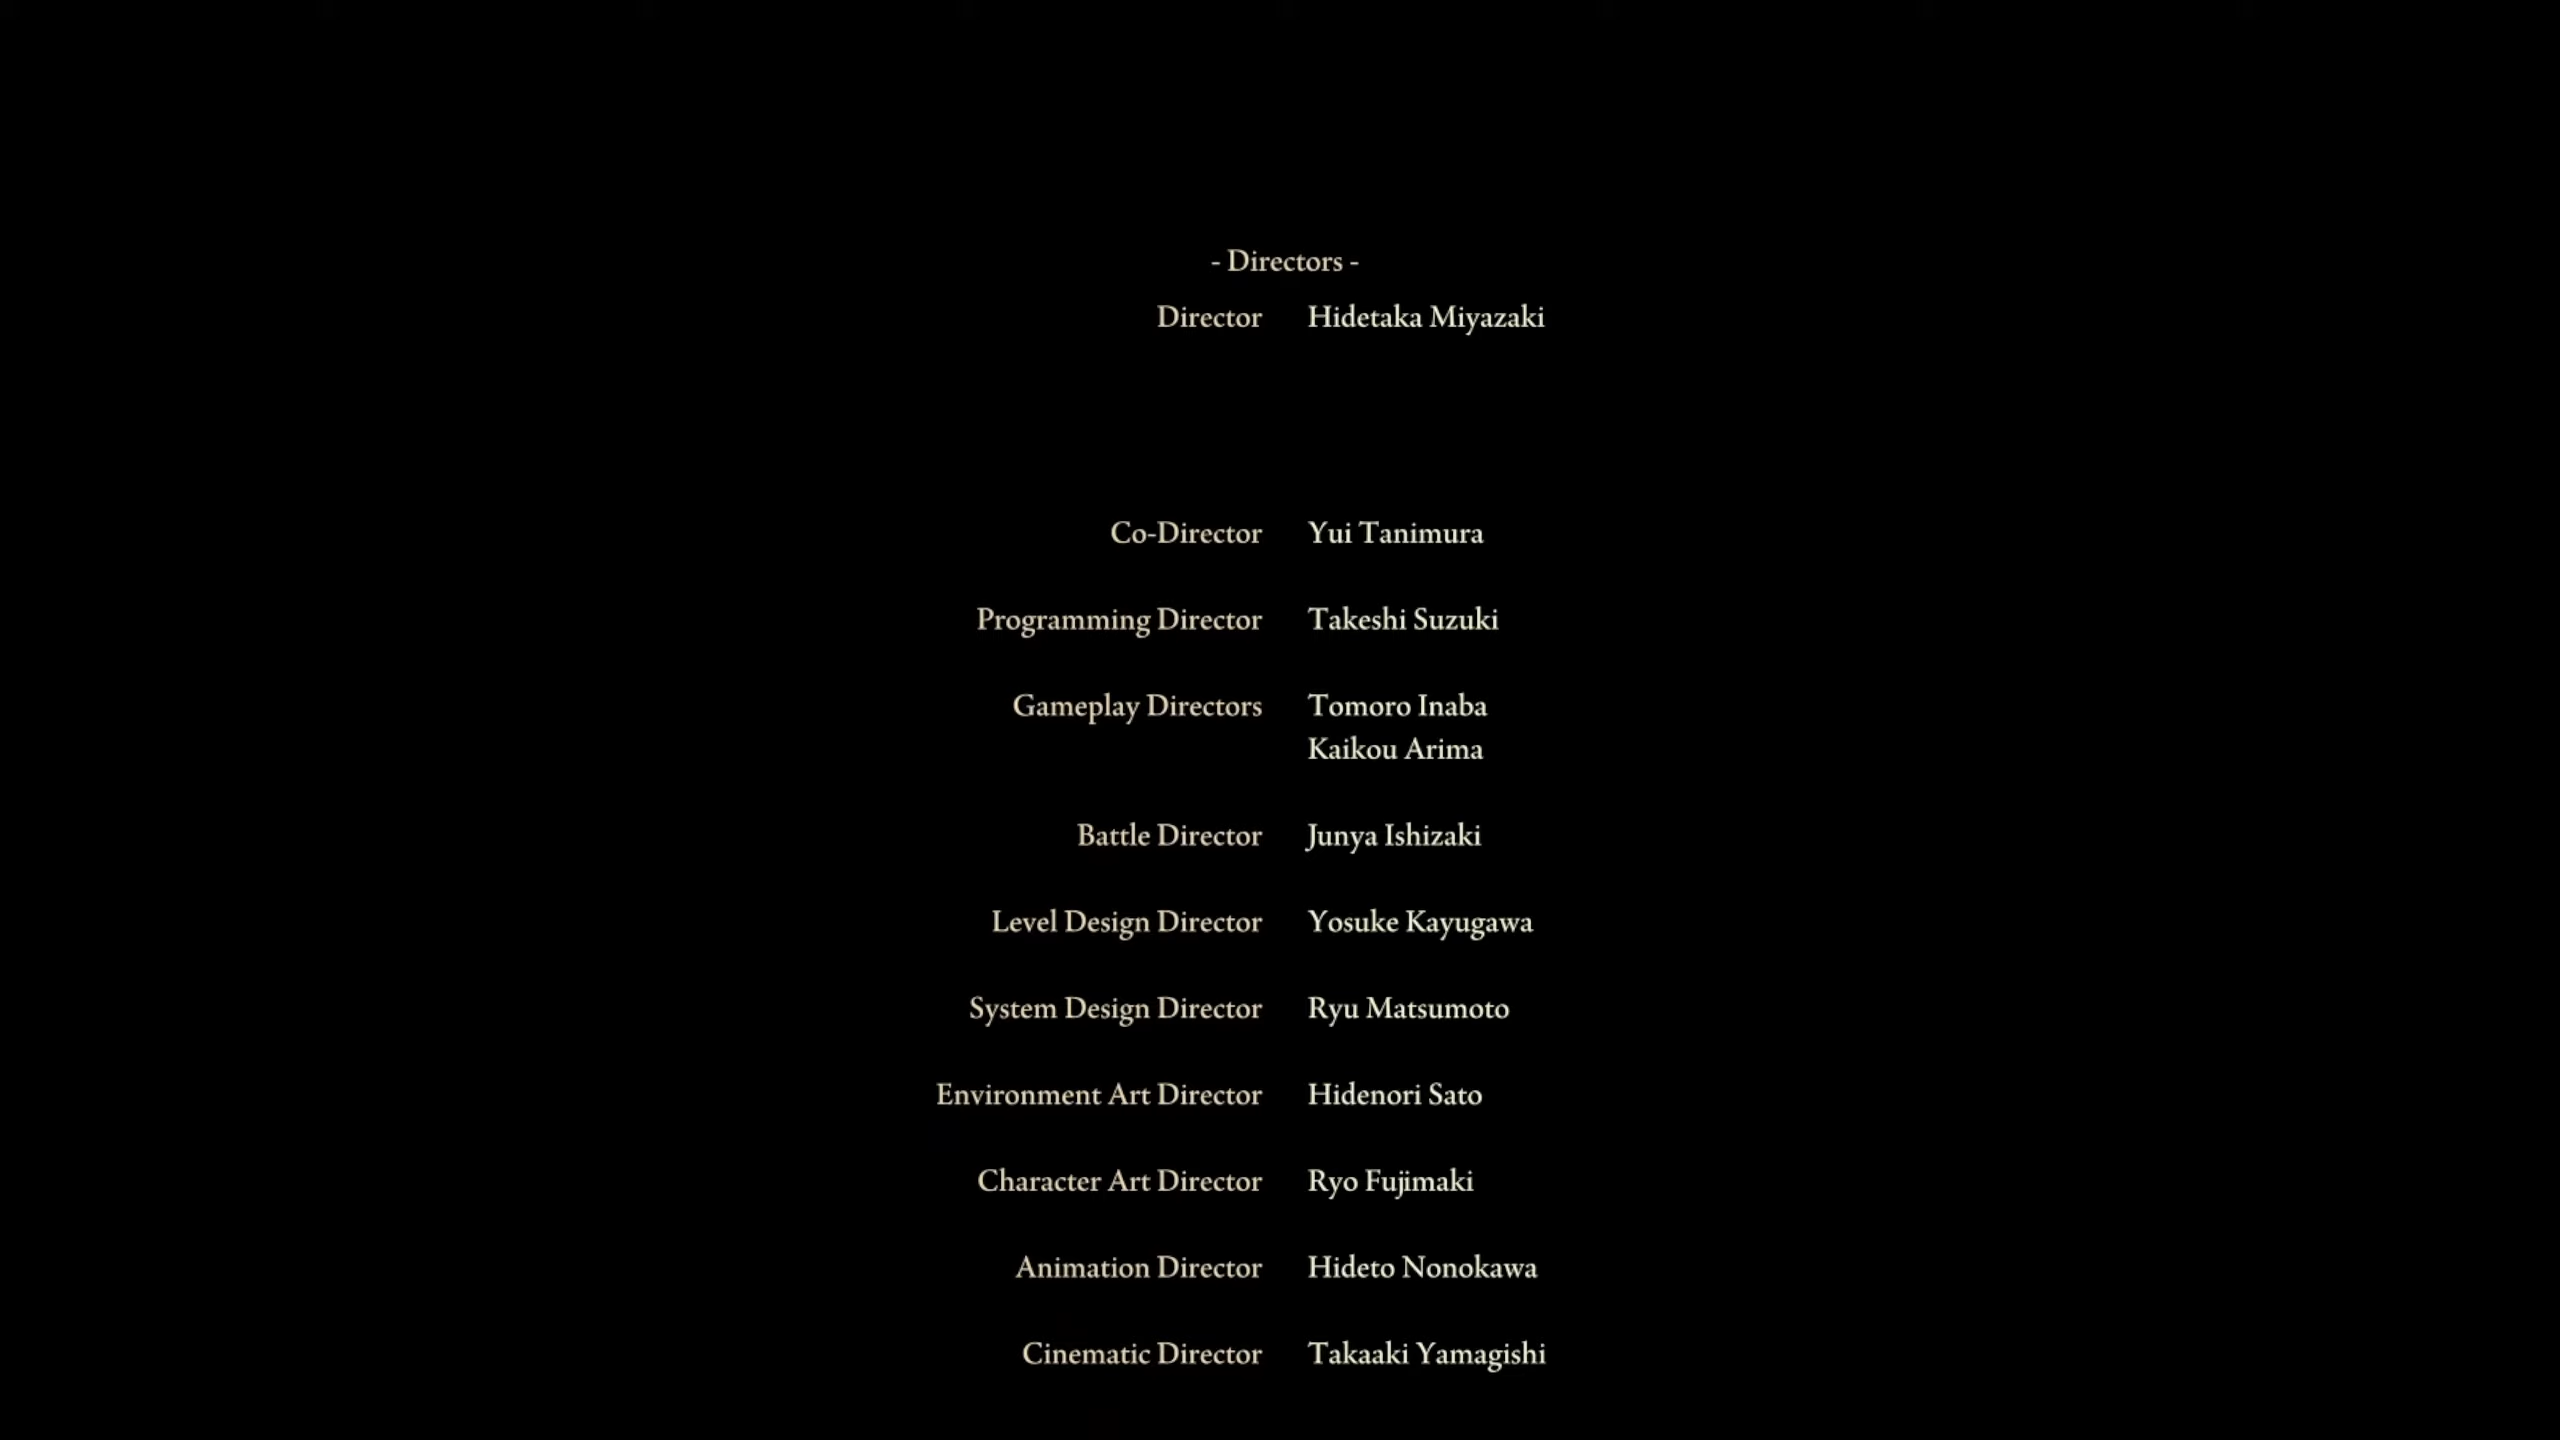 - Directors -
Director Hidetaka Miyazaki
Co-Director Yui Tanimura
Programming Director Takeshi Suzuki
Gameplay Directors Tomoro Inaba
Kaikou Arima
Battle Director Junya Ishizaki
Level Design Director Yosuke Kayugawa
System Design Director Ryu Matsumoto
Environment Art Director Hidenori Sato
Character Art Director Ryo Fujimaki
Animation Director Hideto Nonokawa
Cinematic Director Takaaki Yamagishi